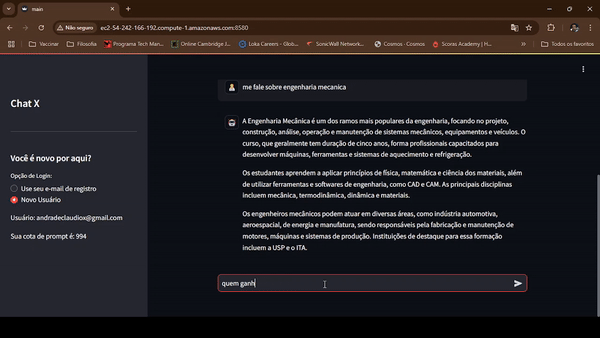 main
Não seguro
ec2-54-242-166-192.compute-1.amazonaws.com:8580
Vaccinar
Filosofia
Programa Tech Man...
Online Cambridge J...
Loka Careers - Glob...
SonicWall Network...
Cosmos · Cosmos
Scoras Academy | H...
Todos os favoritos
Chat X
Você é novo por aqui?
Opção de Login:
Use seu e-mail de registro
Novo Usuário
Usuário: andradeclaudiox@gmail.com
Sua cota de prompt é: 994
me fale sobre engenharia mecanica
A Engenharia Mecânica é um dos ramos mais populares da engenharia, focando no projeto,
construção, análise, operação e manutenção de sistemas mecânicos, equipamentos e veículos. O
curso, que geralmente tem duração de cinco anos, forma profissionais capacitados para
desenvolver máquinas, ferramentas e sistemas de aquecimento e refrigeração.
Os estudantes aprendem a aplicar princípios de física, matemática e ciência dos materiais, além
de utilizar ferramentas e softwares de engenharia, como CAD e CAM. As principais disciplinas
incluem mecânica, termodinâmica, dinâmica e materiais.
Os engenheiros mecânicos podem atuar em diversas áreas, como indústria automotiva,
aeroespacial, de energia e manufatura, sendo responsáveis pela fabricação e manutenção de
motores, máquinas e sistemas de produção. Instituições de destaque para essa formação
incluem a USP e o ITA.
quem ganh